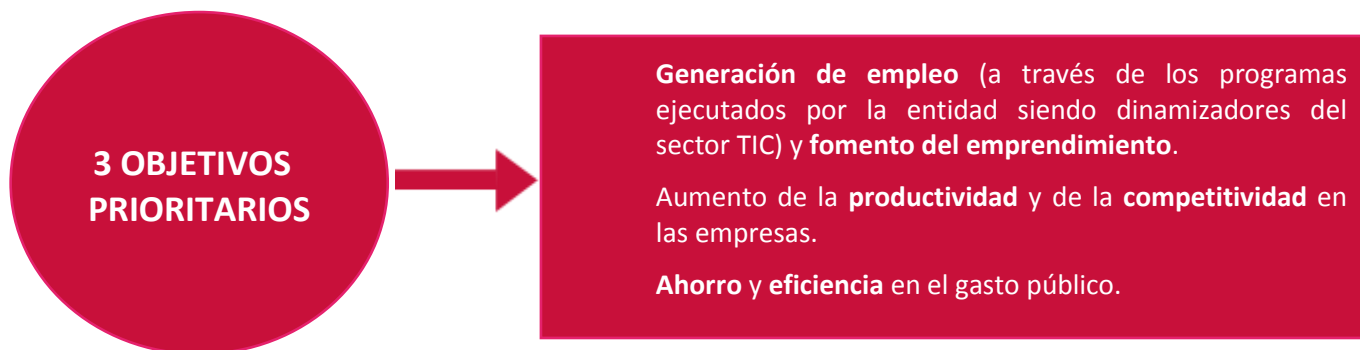 3 OBJETIVOS
PRIORITARIOS
Generación de empleo (a través de los programas
ejecutados por la entidad siendo dinamizadores del
sector TIC) y fomento del emprendimiento.
Aumento de la productividad y de la competitividad en
las empresas.
Ahorro y eficiencia en el gasto público.